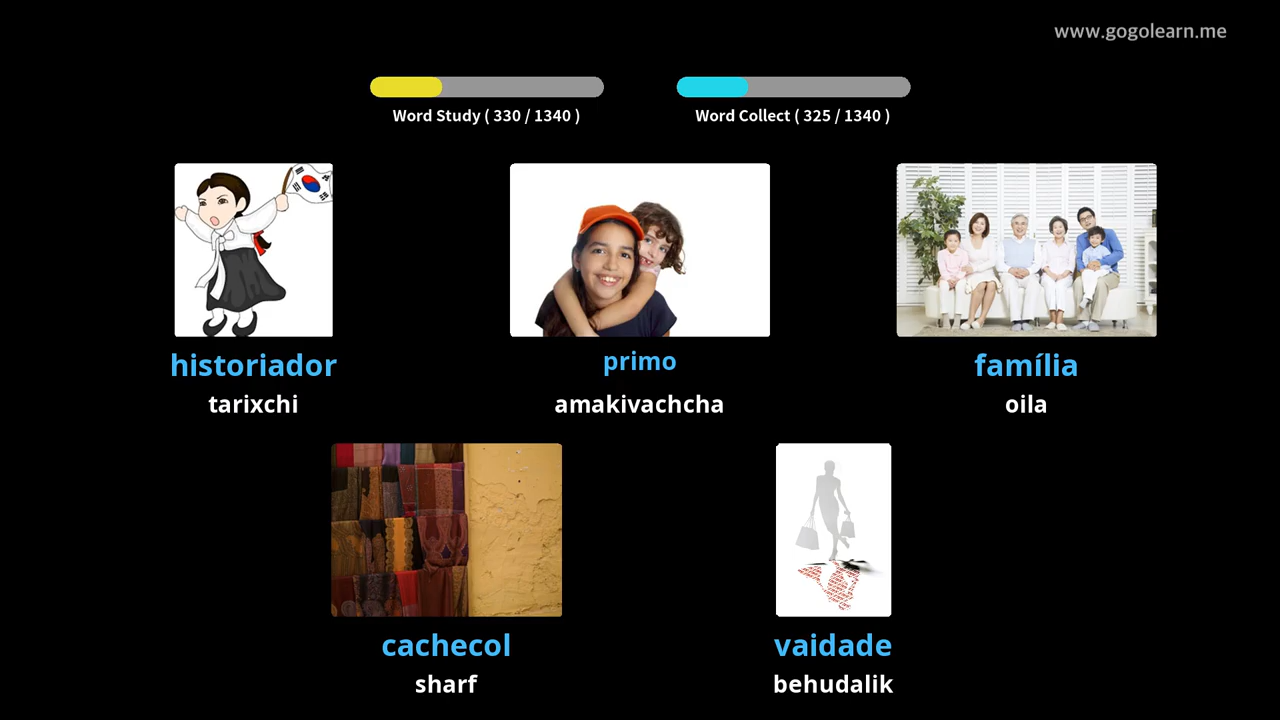 www.gogolearn.me
Word Study ( 330 / 1340 )
Word Collect ( 325 / 1340 )
historiador
tarixchi
primo
amakivachcha
família
oila
cachecol
sharf
vaidade
behudalik